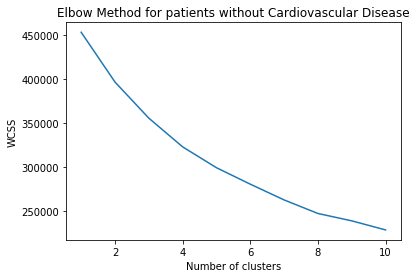 Elbow Method for patients without Cardiovascular Disease
450000
400000
350000
300000
250000
WCSS
2 4 6 8 10
Number of clusters